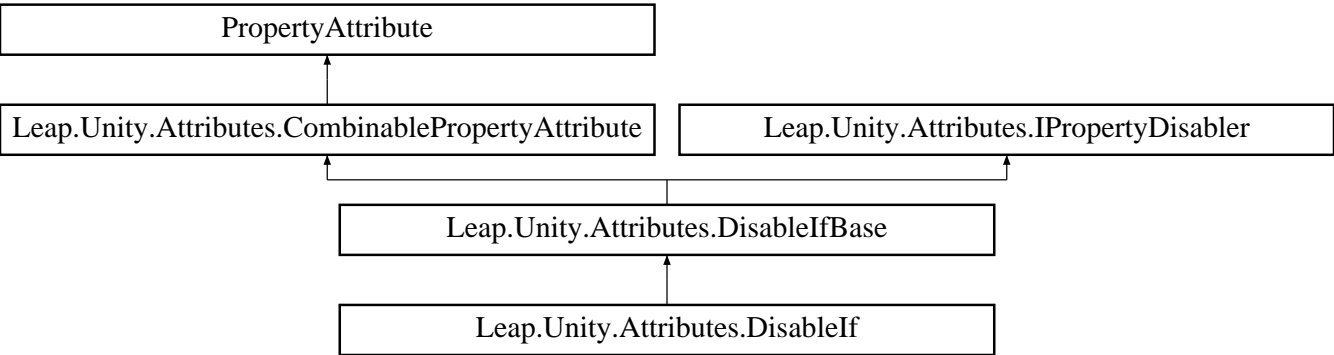 PropertyAttribute
Leap.Unity.Attributes.CombinablePropertyAttribute
Leap.Unity.Attributes.IPropertyDisabler
Leap.Unity.Attributes.DisableIfBase
Leap.Unity.Attributes.DisableIf